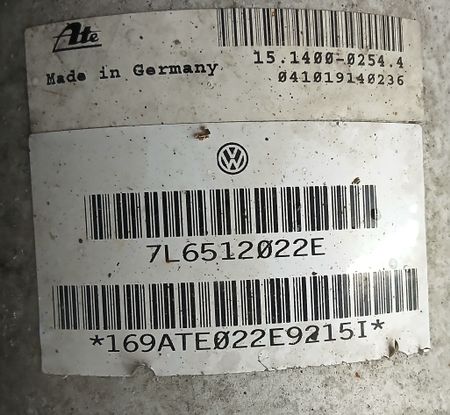 Ate
15.1400-0254.4
Made in Germany
041019140236
7L6512022E
*169ATE022E9215I*